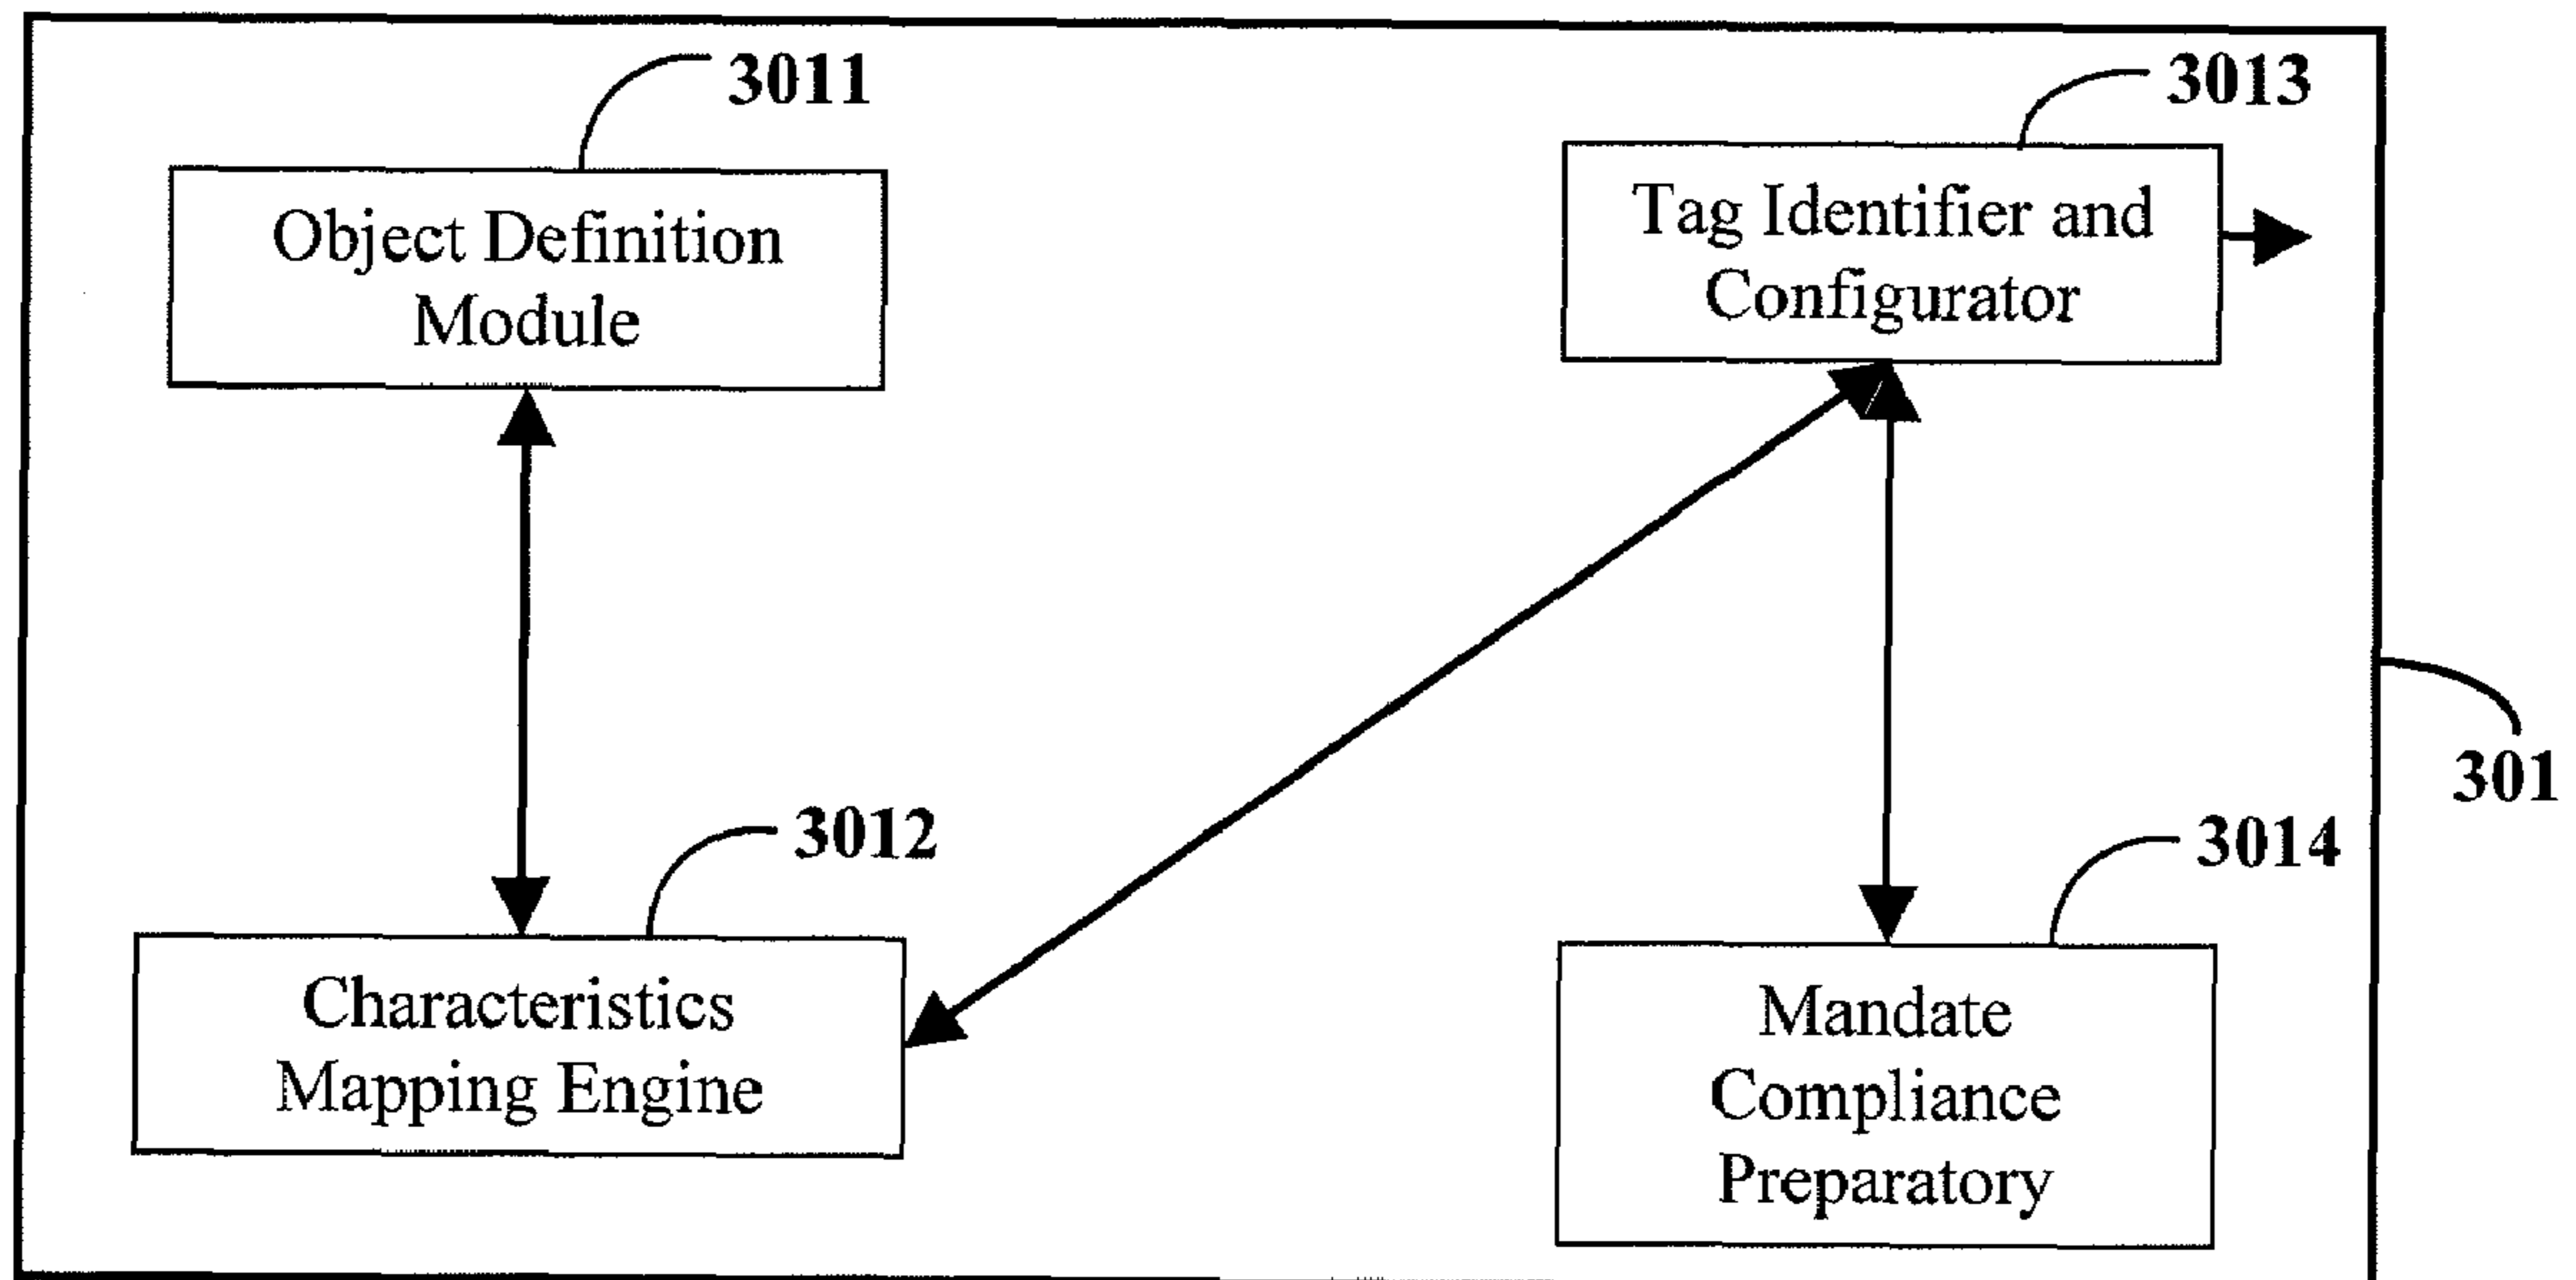 3011
Object Definition
Module
3013
Tag Identifier and
Configurator
301
3012
Characteristics
Mapping Engine
3014
Mandate
Compliance
Preparatory